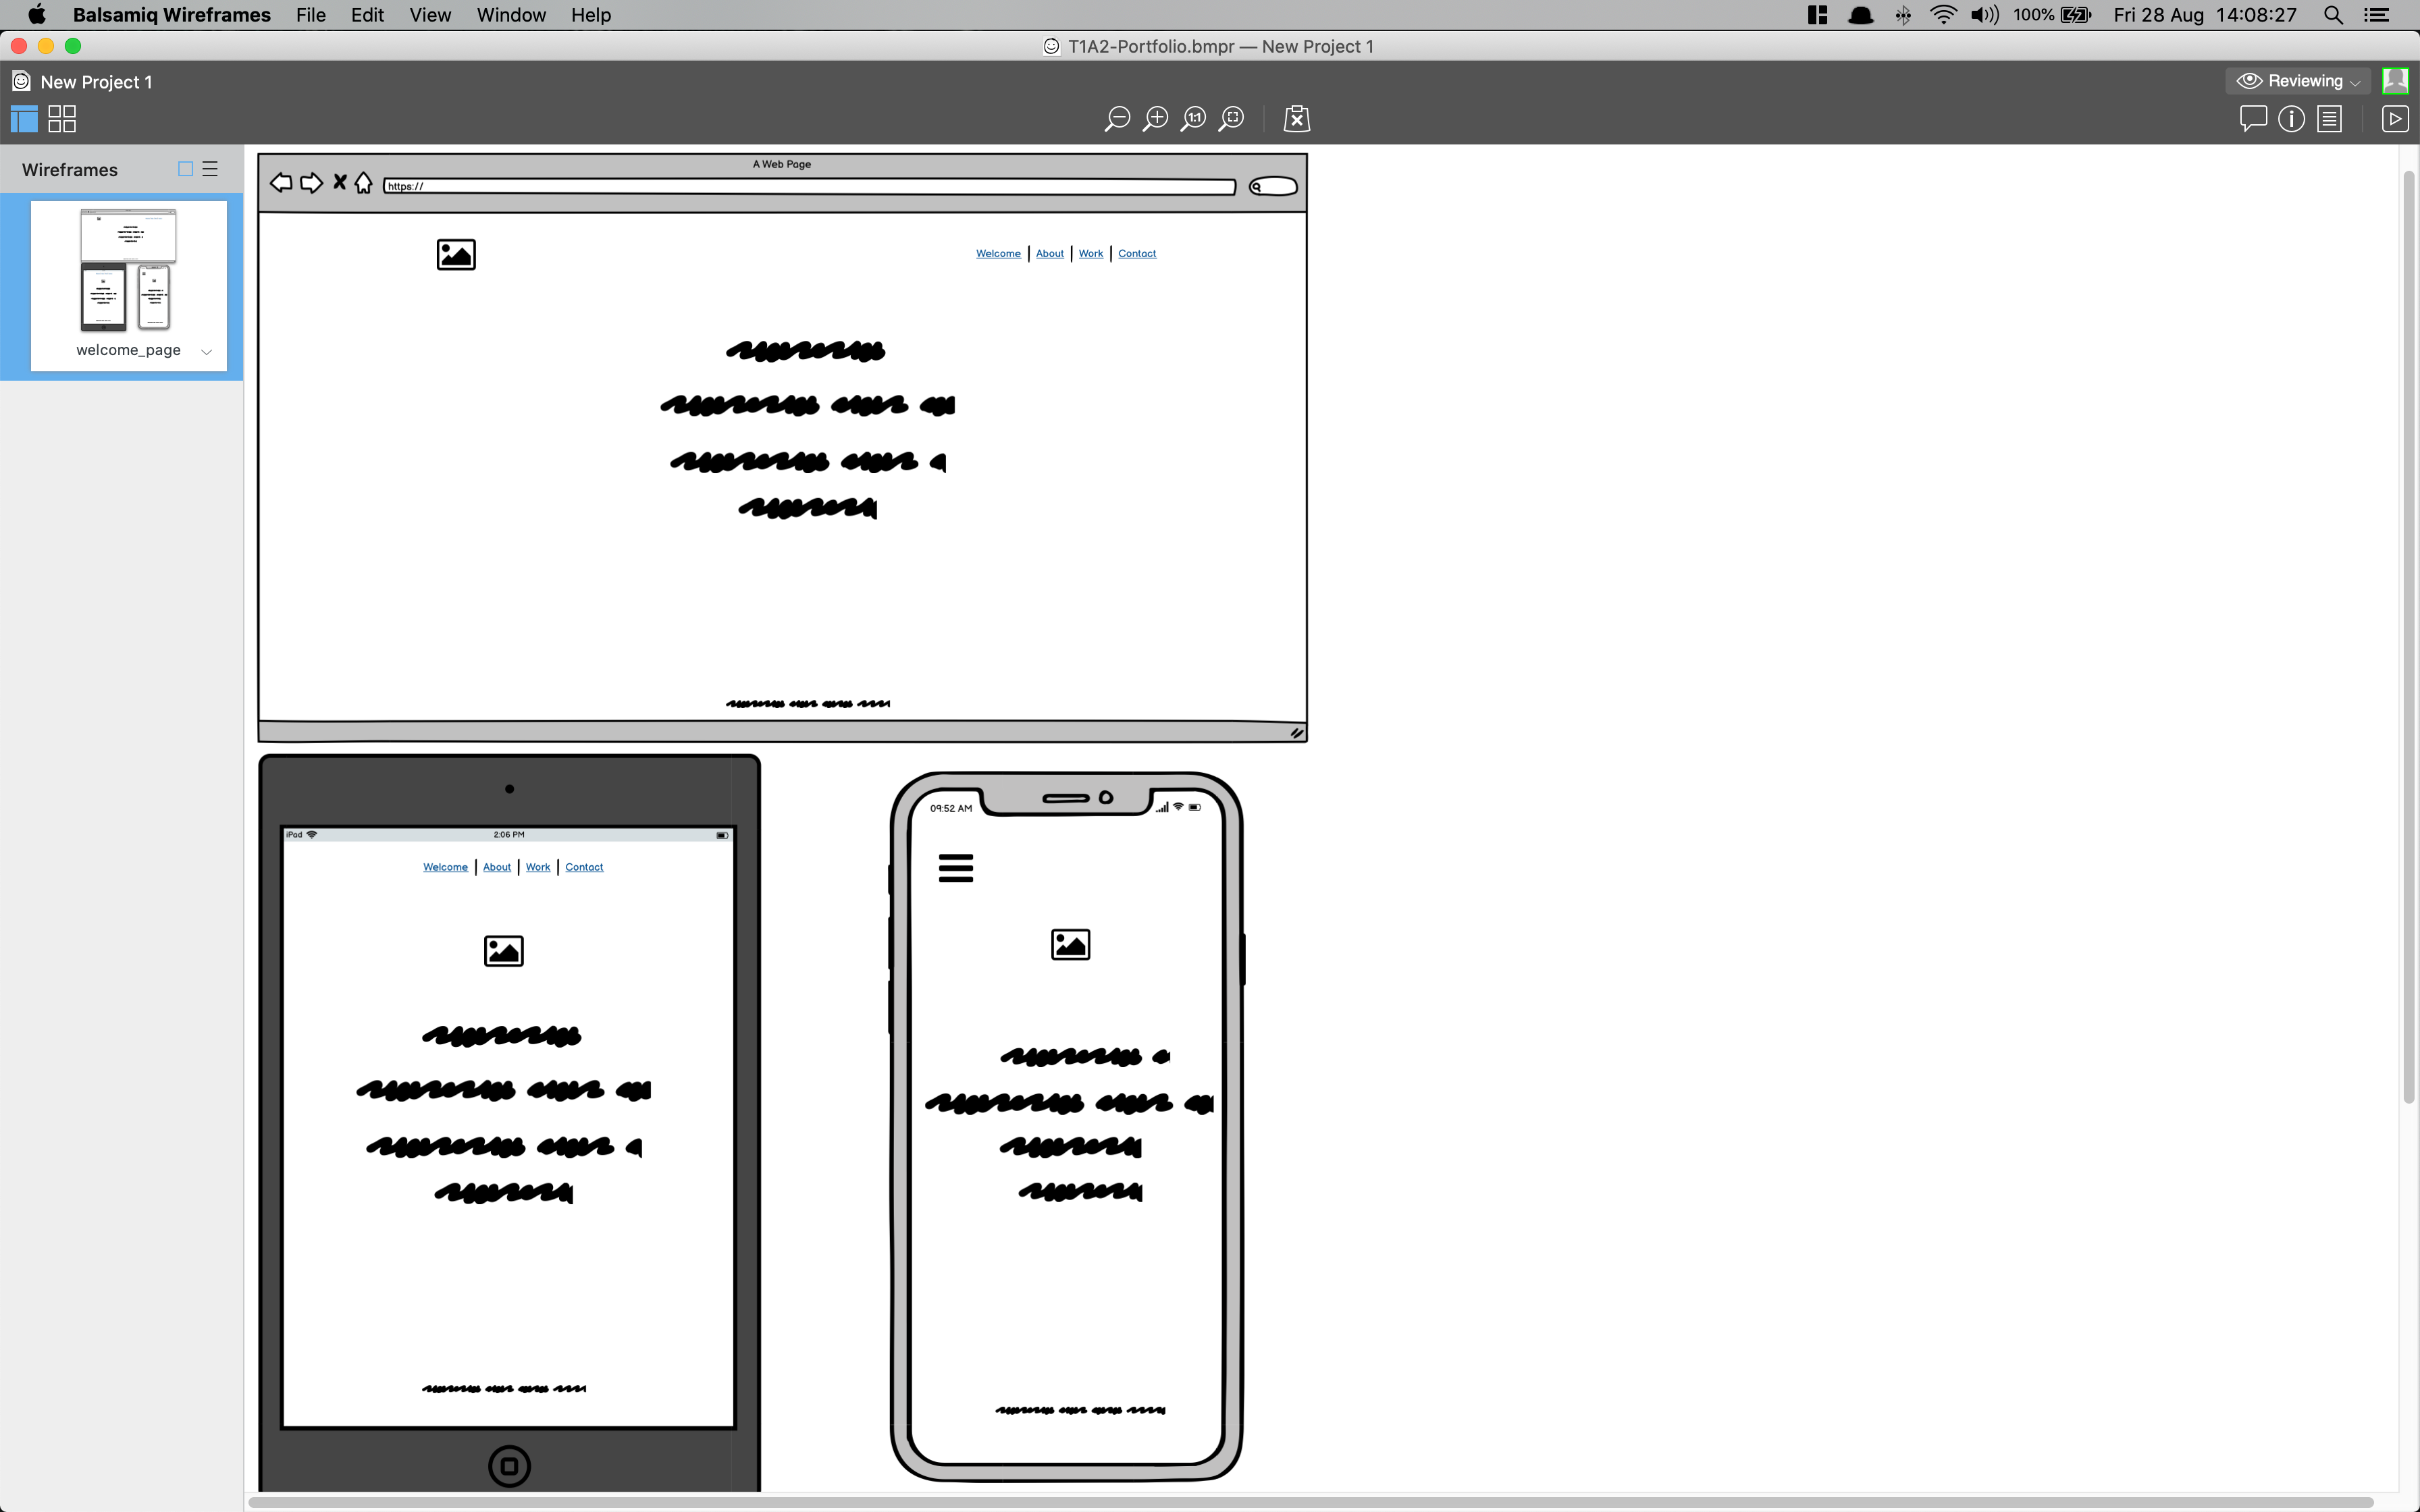 Balsamiq Wireframes File Edit View Window Help 100% Fri 28 Aug 14:08:27
T1A2-Portfolio.bmpr — New Project 1
New Project 1 Reviewing
1:1
Wireframes
welcome_page
A Web Page
https://
Welcome About Work Contact
iPad 2:06 PM
Welcome About Work Contact
09:52 AM